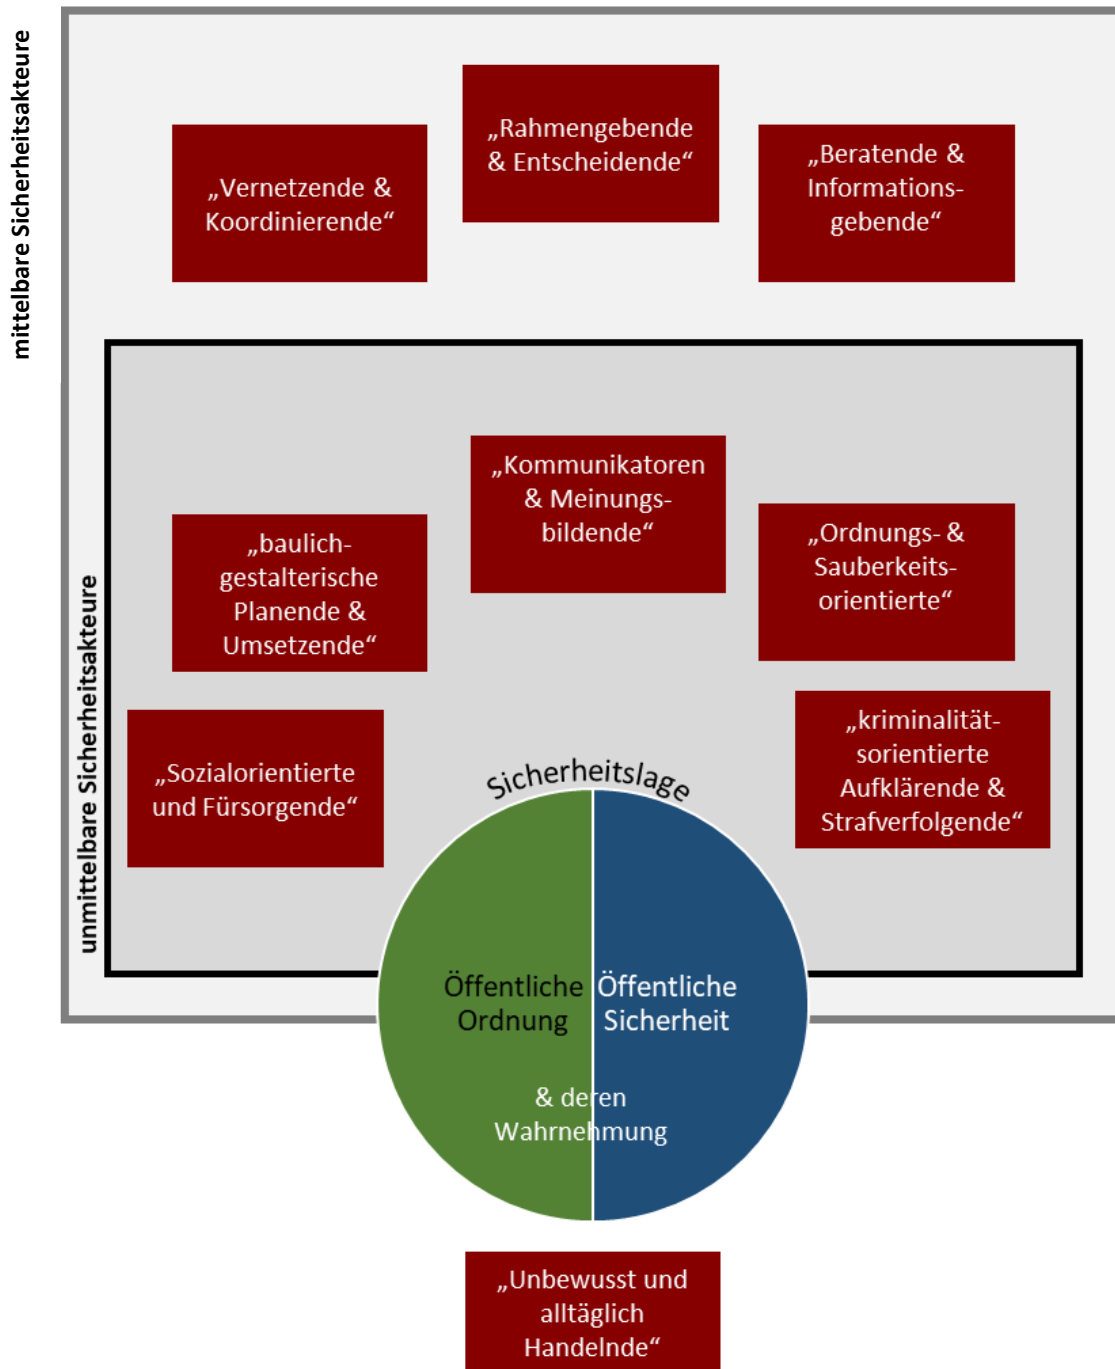 mittelbare Sicherheitsakteure
„Rahmengebende
& Entscheidende“
„Vernetzende &
Koordinierende“
„Beratende &
Informations-
gebende“
unmittelbare Sicherheitsakteure
„Kommunikatoren
& Meinungs-
bildende“
„baulich-
gestalterische
Planende &
Umsetzende“
„Ordnungs- &
Sauberkeits-
orientierte“
„Sozialorientierte
und Fürsorgende“
„kriminalität-
sorientierte
Aufklärende &
Strafverfolgende“
Sicherheitslage
Öffentliche
Ordnung
Öffentliche
Sicherheit
& deren
Wahrnehmung
„Unbewusst und
alltäglich
Handelnde“